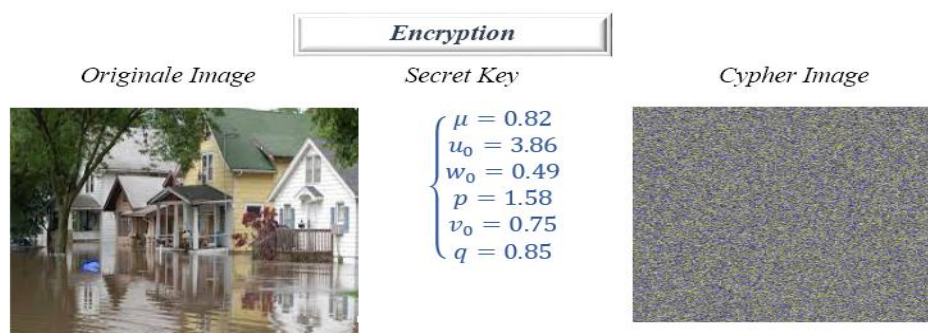 Encryption
Originale Image
Secret Key
Cypher Image
μ = 0.82
u₀ = 3.86
w₀ = 0.49
p = 1.58
v₀ = 0.75
q = 0.85